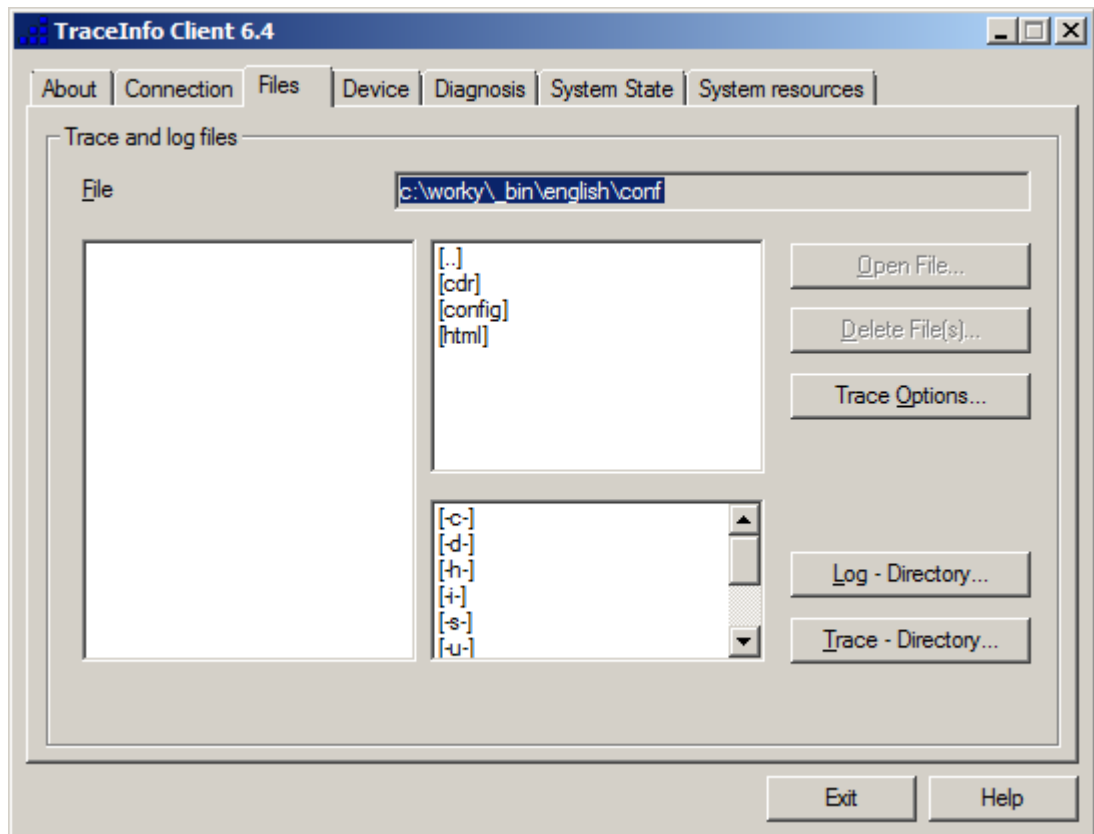 TraceInfo Client 6.4
About Connection Files Device Diagnosis System State System resources
Trace and log files
File c:\worky\_bin\english\conf
[..]
[cdr]
[config]
[html]
Open File...
Delete File(s)...
Trace Options...
[-c-]
[-d-]
[-h-]
[-i-]
[-s-]
[-u-]
Log - Directory...
Trace - Directory...
Exit Help